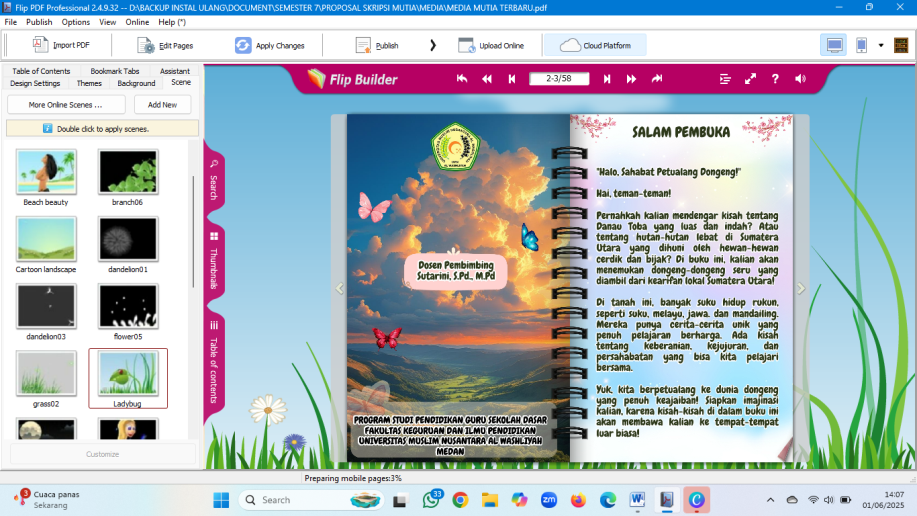 Flip PDF Professional 2.4.9.32 -- D:\BACKUP INSTAL ULANG\DOCUMENT\SEMESTER 7\PROPOSAL SKRIPSI MUTIA\MEDIA\MEDIA MUTIA TERBARU.pdf
File Publish Options View Online Help (*)
Import PDF Edit Pages Apply Changes Publish Upload Online Cloud Platform
Table of Contents Bookmark Tabs Assistant
Design Settings Themes Background Scene
More Online Scenes ... Add New
Double click to apply scenes.
Beach beauty branch06
Cartoon landscape dandelion01
dandelion03 flower05
grass02 Ladybug
Customize
Flip Builder
2-3/58
Search
Thumbnails
Table of contents
Dosen Pembimbing
Sutarini, S.Pd., M.Pd
PROGRAM STUDI PENDIDIKAN GURU SEKOLAH DASAR
FAKULTAS KEGURUAN DAN ILMU PENDIDIKAN
UNIVERSITAS MUSLIM NUSANTARA AL WASHLIYAH
MEDAN
SALAM PEMBUKA
"Halo, Sahabat Petualang Dongeng!"
Hai, teman-teman!
Pernahkah kalian mendengar kisah tentang
Danau Toba yang luas dan indah? Atau
tentang hutan-hutan lebat di Sumatera
Utara yang dihuni oleh hewan-hewan
cerdik dan bijak? Di buku ini, kalian akan
menemukan dongeng-dongeng seru yang
diambil dari kearifan lokal Sumatera Utara!
Di tanah ini, banyak suku hidup rukun,
seperti suku, melayu, jawa, dan mandailing.
Mereka punya cerita-cerita unik yang
penuh pelajaran berharga. Ada kisah
tentang keberanian, kejujuran, dan
persahabatan yang bisa kita pelajari
bersama.
Yuk, kita berpetualang ke dunia dongeng
yang penuh keajaiban! Siapkan imajinasi
kalian, karena kisah-kisah di dalam buku ini
akan membawa kalian ke tempat-tempat
luar biasa!
Preparing mobile pages:3%
3
Cuaca panas
Sekarang
Search
33
zm
14:07
01/06/2025